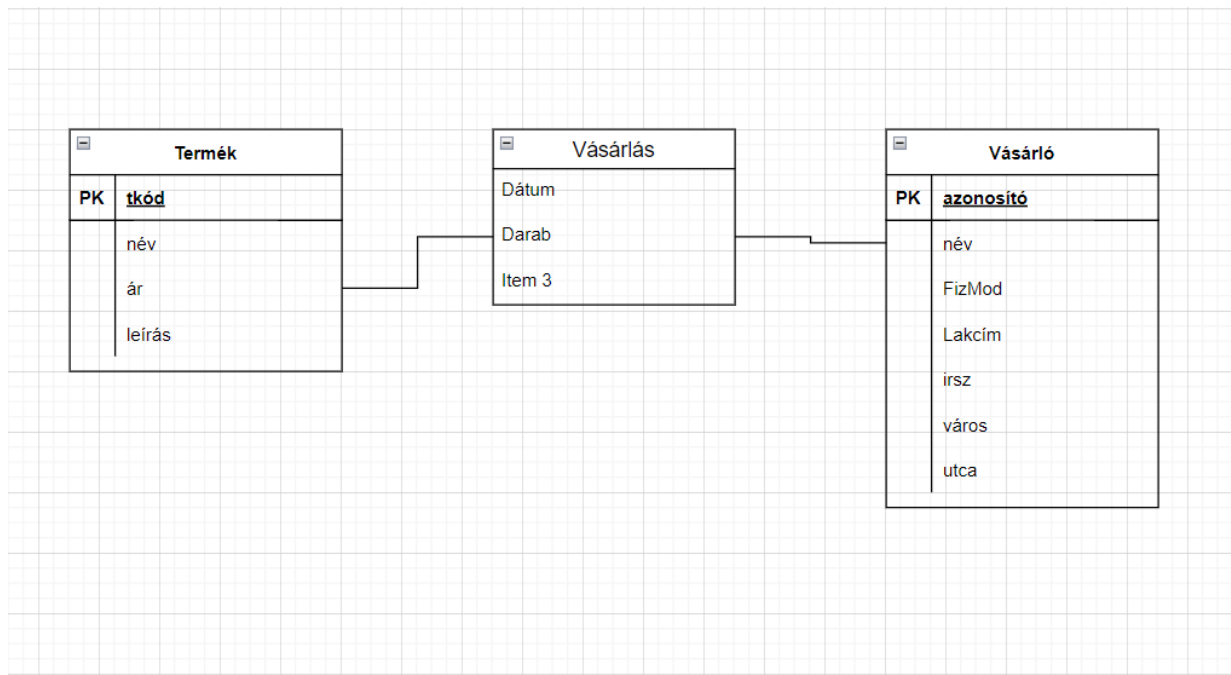 Termék
PK tkód
név
ár
leírás
Vásárlás
Dátum
Darab
Item 3
Vásárló
PK azonosító
név
FizMod
Lakcím
irsz
város
utca